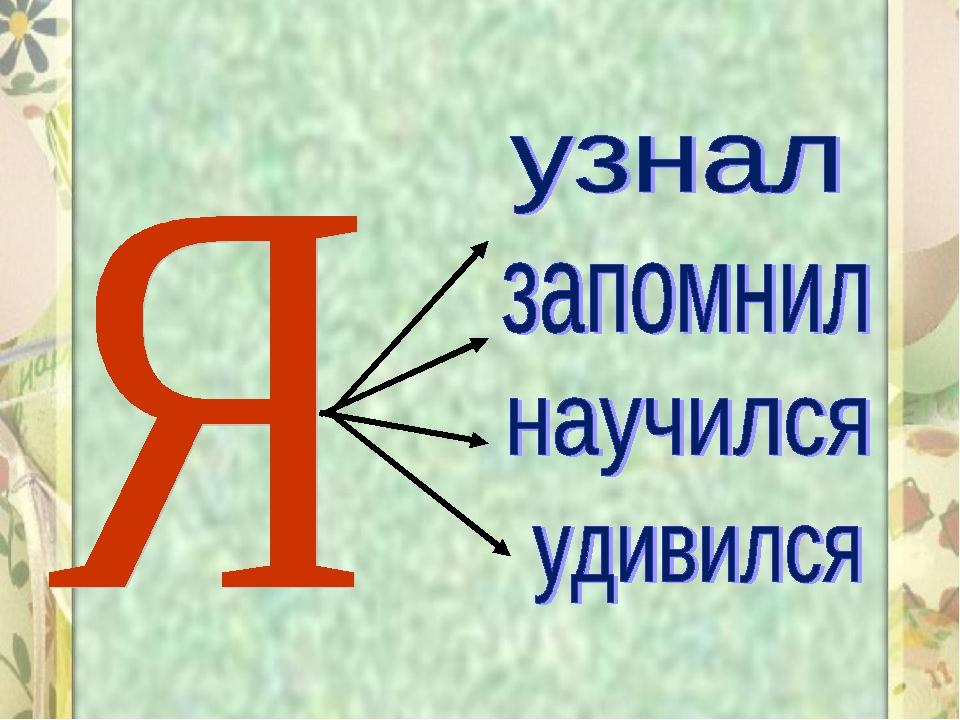 Я
узнал
запомнил
научился
удивился